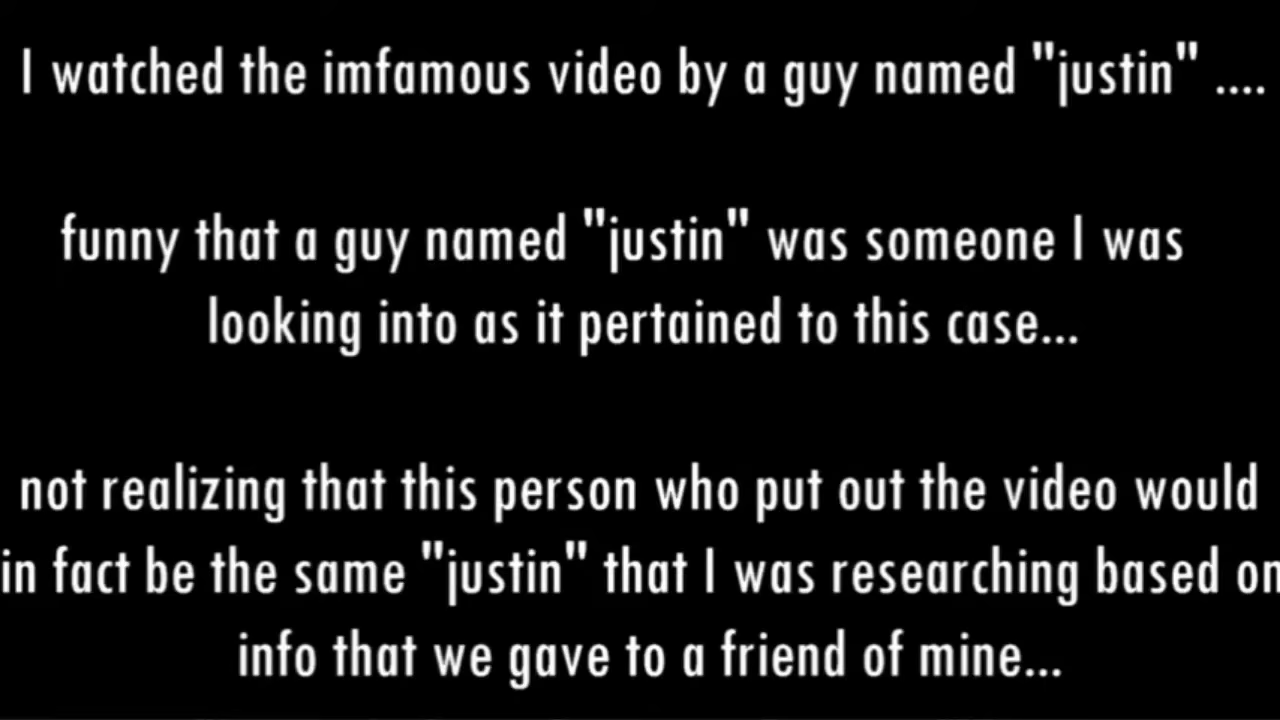 I watched the imfamous video by a guy named "justin" ....
funny that a guy named "justin" was someone I was
looking into as it pertained to this case...
not realizing that this person who put out the video would
in fact be the same "justin" that I was researching based on
info that we gave to a friend of mine...